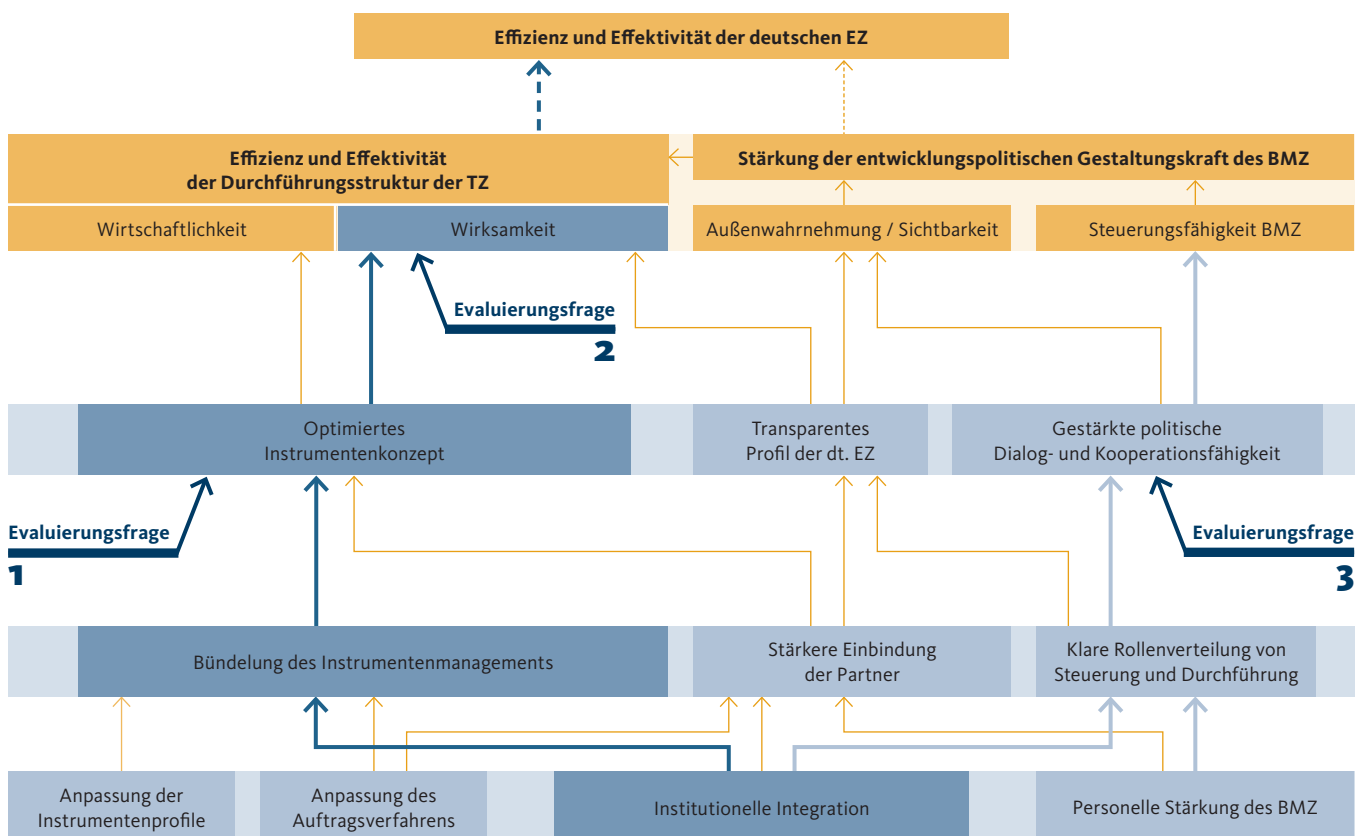 Effizienz und Effektivität der deutschen EZ
Effizienz und Effektivität
der Durchführungsstruktur der TZ
Stärkung der entwicklungspolitischen Gestaltungskraft des BMZ
Wirtschaftlichkeit
Wirksamkeit
Außenwahrnehmung / Sichtbarkeit
Steuerungsfähigkeit BMZ
Evaluierungsfrage
2
Optimiertes
Instrumentenkonzept
Transparentes
Profil der dt. EZ
Gestärkte politische
Dialog- und Kooperationsfähigkeit
Evaluierungsfrage
1
Evaluierungsfrage
3
Bündelung des Instrumentenmanagements
Stärkere Einbindung
der Partner
Klare Rollenverteilung von
Steuerung und Durchführung
Anpassung der
Instrumentenprofile
Anpassung des
Auftragsverfahrens
Institutionelle Integration
Personelle Stärkung des BMZ